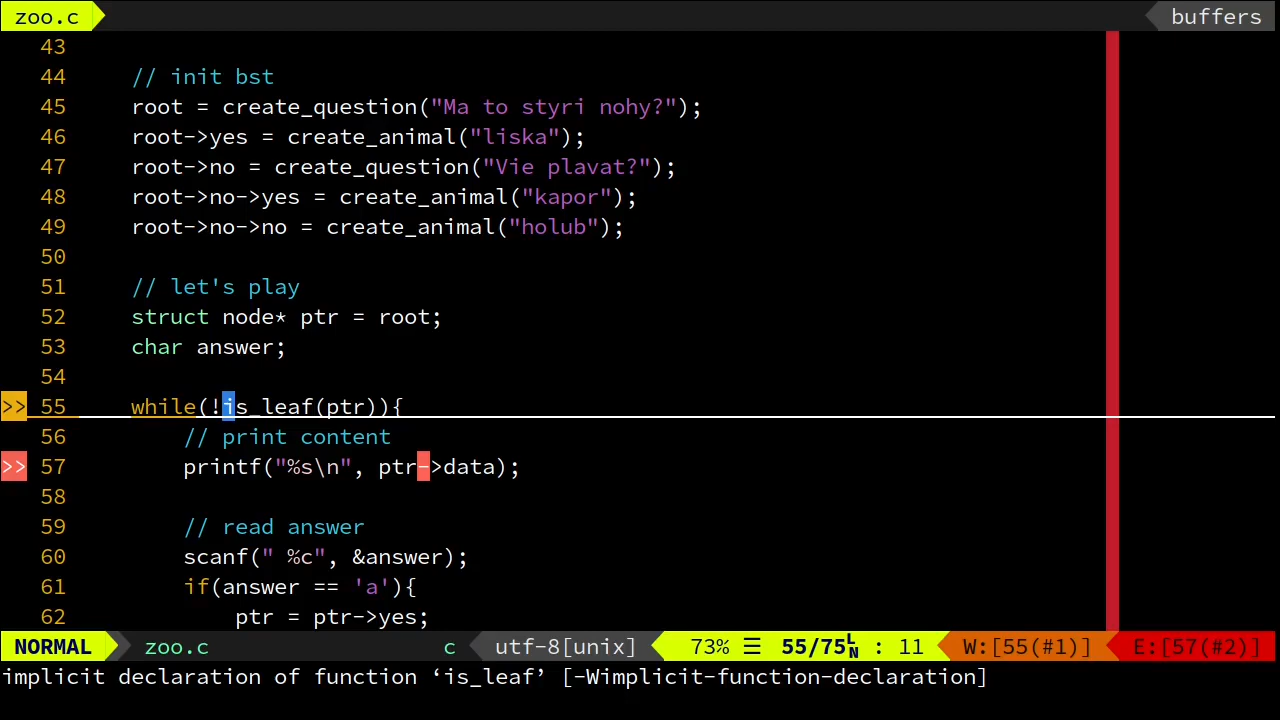 zoo.c buffers
43
44 // init bst
45 root = create_question("Ma to styri nohy?");
46 root->yes = create_animal("liska");
47 root->no = create_question("Vie plavat?");
48 root->no->yes = create_animal("kapor");
49 root->no->no = create_animal("holub");
50
51 // let's play
52 struct node* ptr = root;
53 char answer;
54
>> 55 while(!is_leaf(ptr)){
56 // print content
>> 57 printf("%s\n", ptr->data);
58
59 // read answer
60 scanf(" %c", &answer);
61 if(answer == 'a'){
62 ptr = ptr->yes;
NORMAL zoo.c c utf-8[unix] 73% ☰ 55/75 LN : 11 W:[55(#1)] E:[57(#2)]
implicit declaration of function ‘is_leaf’ [-Wimplicit-function-declaration]